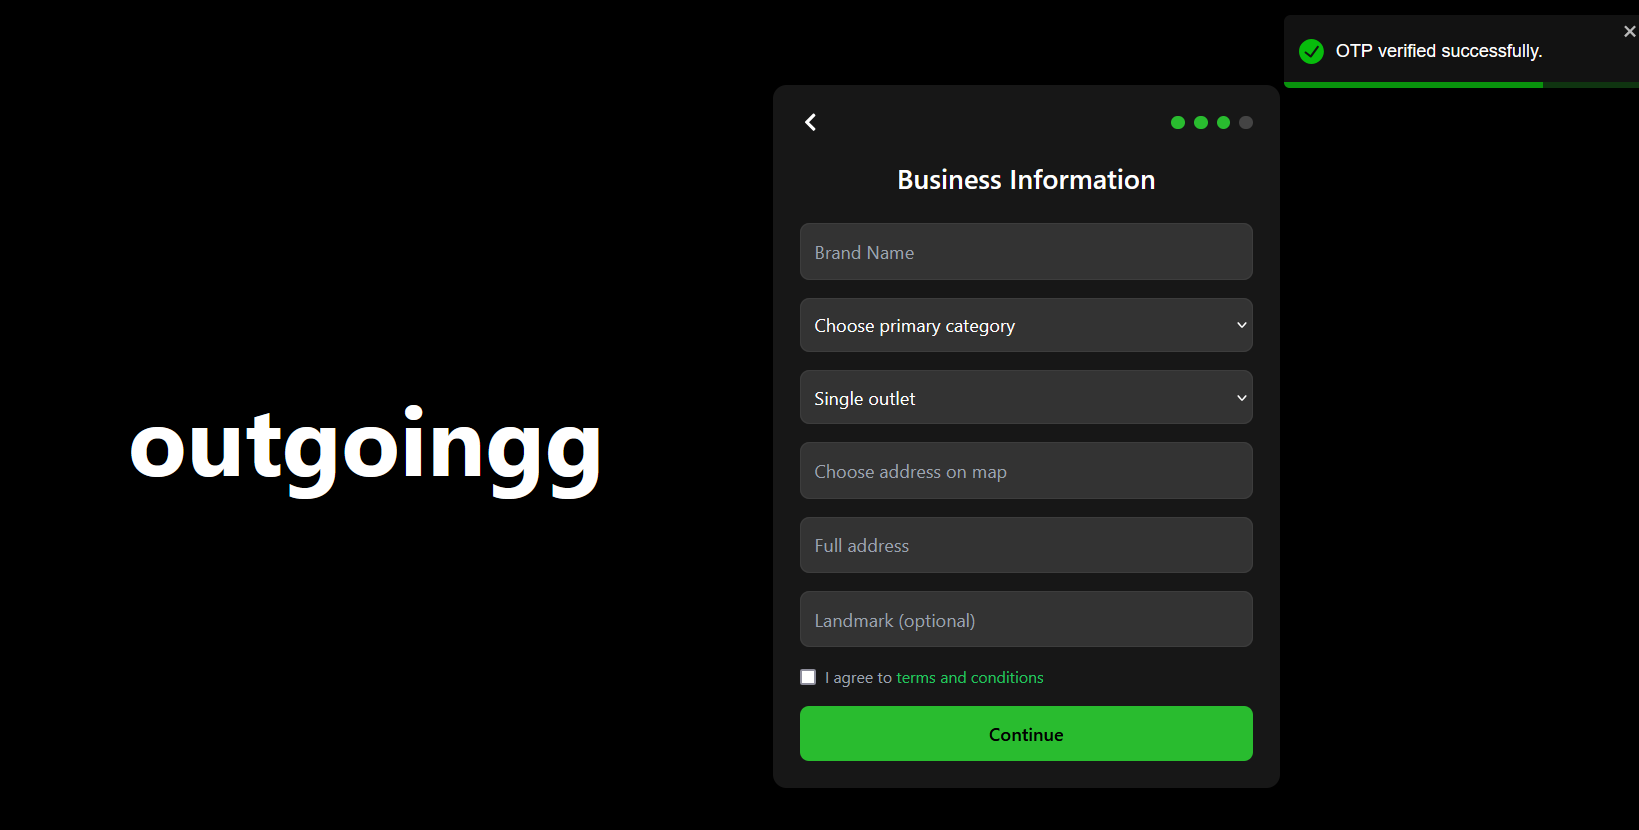 OTP verified successfully.
Business Information
Brand Name
Choose primary category
Single outlet
Choose address on map
Full address
Landmark (optional)
I agree to terms and conditions
Continue
outgoingg